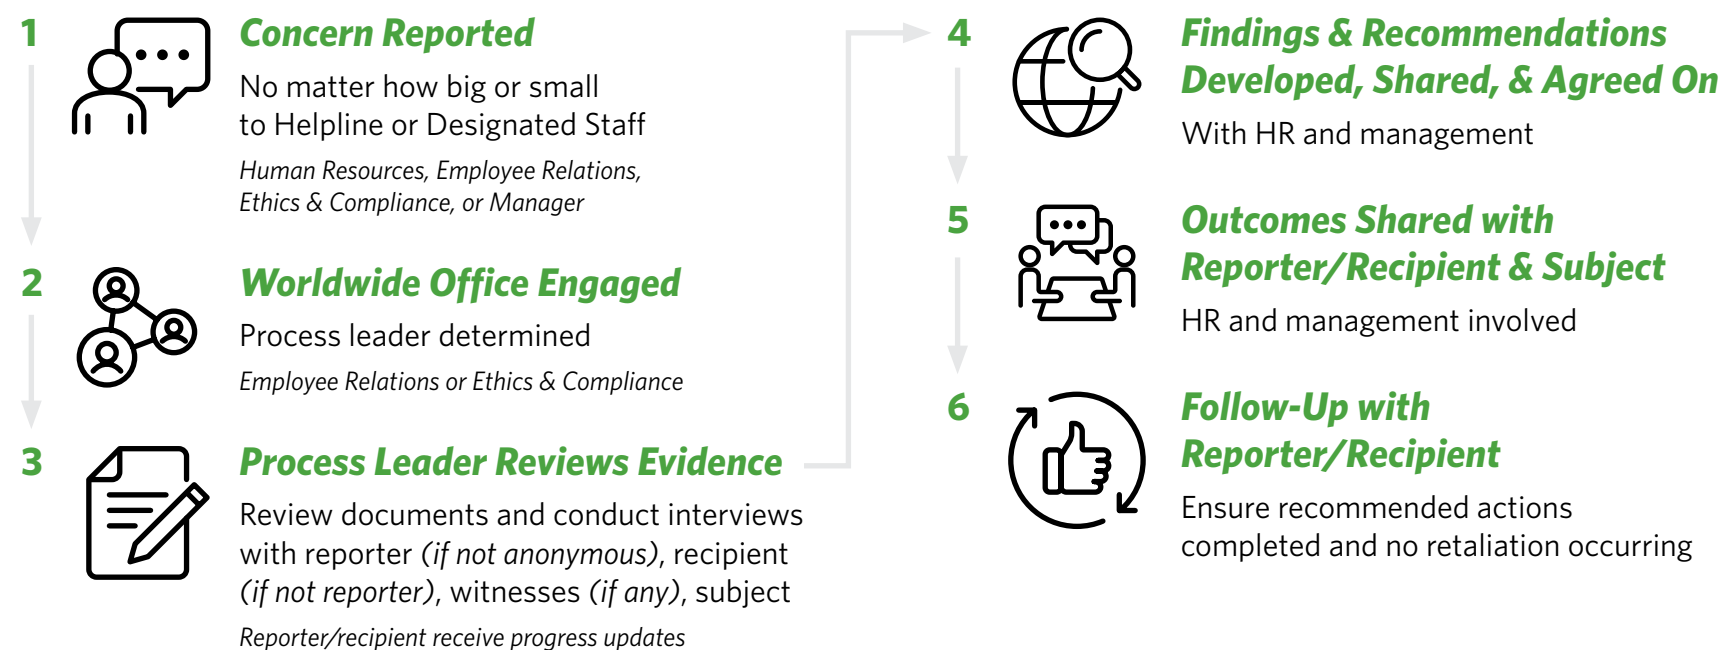 1
Concern Reported
No matter how big or small
to Helpline or Designated Staff
Human Resources, Employee Relations,
Ethics & Compliance, or Manager
2
Worldwide Office Engaged
Process leader determined
Employee Relations or Ethics & Compliance
3
Process Leader Reviews Evidence
Review documents and conduct interviews
with reporter (if not anonymous), recipient
(if not reporter), witnesses (if any), subject
Reporter/recipient receive progress updates
4
Findings & Recommendations
Developed, Shared, & Agreed On
With HR and management
5
Outcomes Shared with
Reporter/Recipient & Subject
HR and management involved
6
Follow-Up with
Reporter/Recipient
Ensure recommended actions
completed and no retaliation occurring